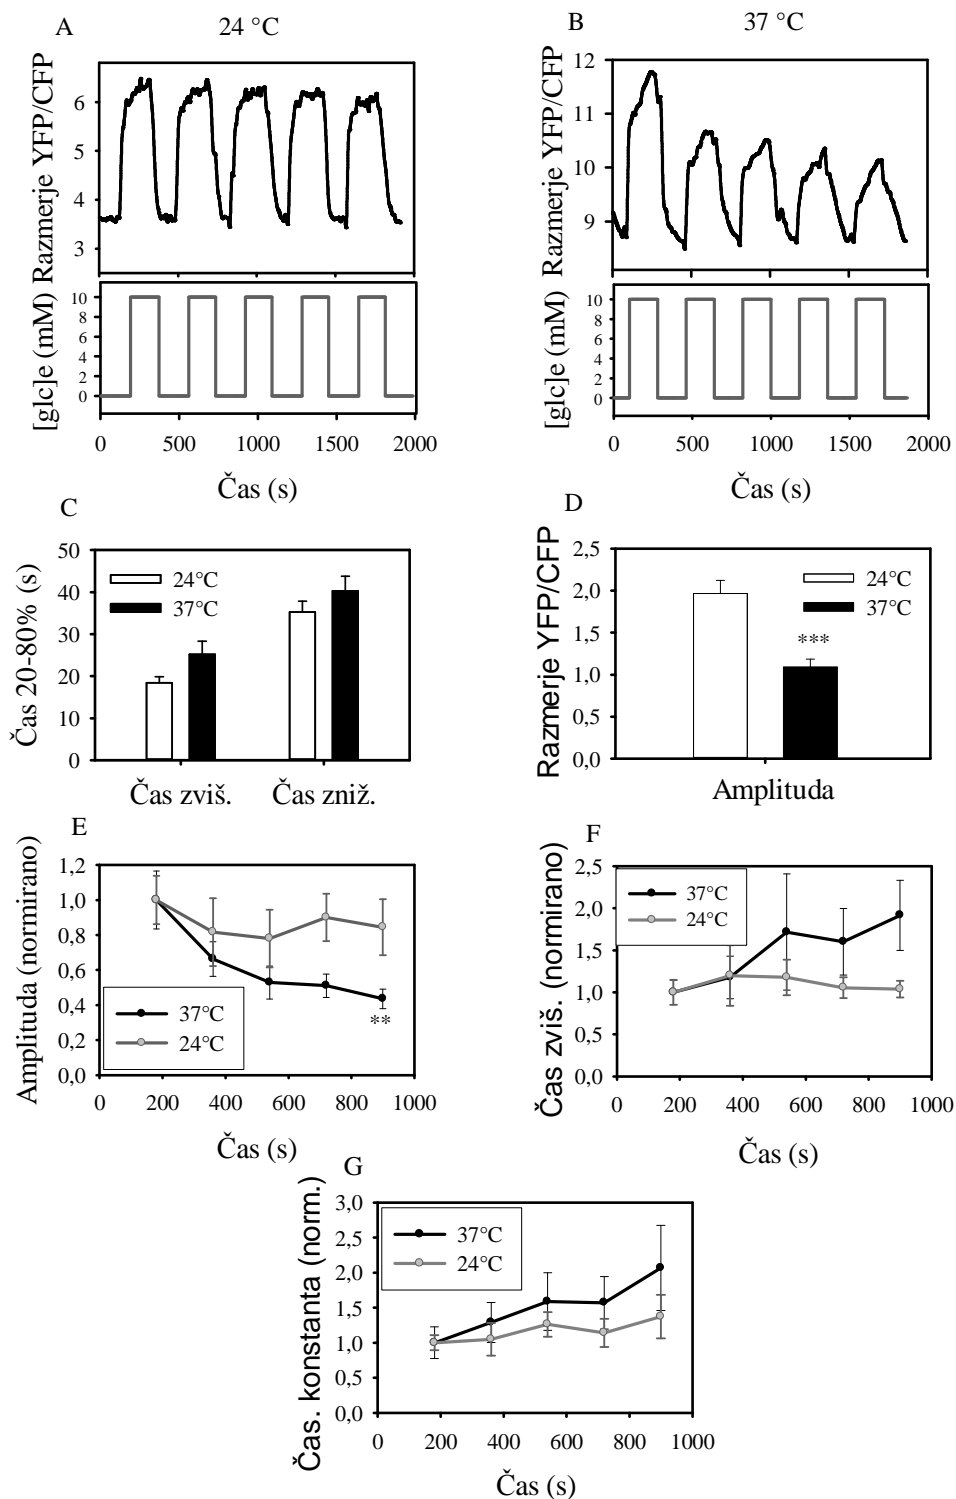 A
24 °C
Razmerje YFP/CFP
6
5
4
3
[glc]e (mM)
10
8
6
4
2
0
0 500 1000 1500 2000
Čas (s)
B
37 °C
Razmerje YFP/CFP
12
11
10
9
[glc]e (mM)
10
8
6
4
2
0
0 500 1000 1500 2000
Čas (s)
C
Čas 20-80% (s)
50
40
30
20
10
0
24°C
37°C
Čas zviš. Čas zniž.
D
Razmerje YFP/CFP
2,5
2,0
1,5
1,0
0,5
0,0
24°C
37°C
***
Amplituda
E
Amplituda (normirano)
1,2
1,0
0,8
0,6
0,4
0,2
0,0
37°C
24°C
**
0 200 400 600 800 1000
Čas (s)
F
Čas zviš. (normirano)
2,5
2,0
1,5
1,0
0,5
0,0
37°C
24°C
0 200 400 600 800 1000
Čas (s)
G
Čas. konstanta (norm.)
3,0
2,5
2,0
1,5
1,0
0,5
0,0
37°C
24°C
0 200 400 600 800 1000
Čas (s)